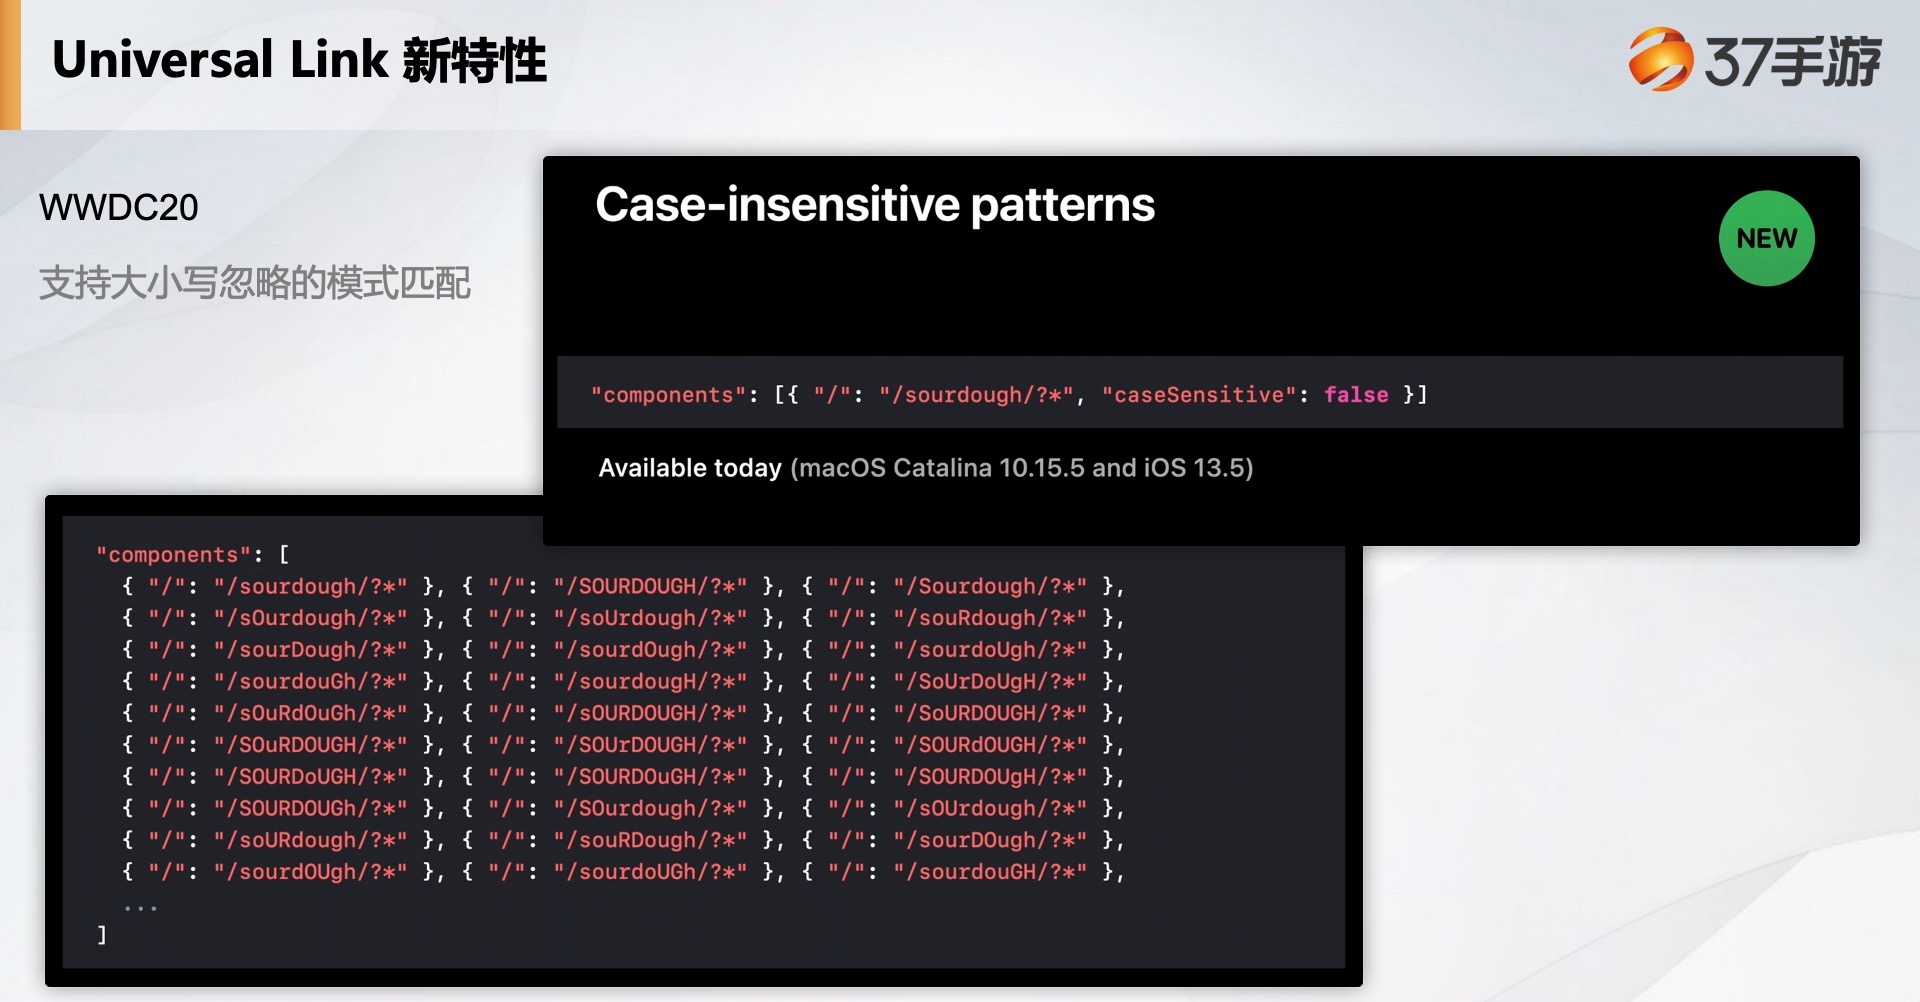 Universal Link 新特性
37手游
WWDC20
支持大小写忽略的模式匹配
Case-insensitive patterns
NEW
"components": [{ "/": "/sourdough/?*", "caseSensitive": false }]
Available today (macOS Catalina 10.15.5 and iOS 13.5)
"components": [
{ "/": "/sourdough/?*" }, { "/": "/SOURDOUGH/?*" }, { "/": "/Sourdough/?*" },
{ "/": "/sOurdough/?*" }, { "/": "/soUrdough/?*" }, { "/": "/souRdough/?*" },
{ "/": "/sourDough/?*" }, { "/": "/sourdOugh/?*" }, { "/": "/sourdoUgh/?*" },
{ "/": "/sourdouGh/?*" }, { "/": "/sourdougH/?*" }, { "/": "/SoUrDoUgH/?*" },
{ "/": "/sOuRdOuGh/?*" }, { "/": "/sOURDOUGH/?*" }, { "/": "/SoURDOUGH/?*" },
{ "/": "/SOuRDOUGH/?*" }, { "/": "/SOUrDOUGH/?*" }, { "/": "/SOURdOUGH/?*" },
{ "/": "/SOURDoUGH/?*" }, { "/": "/SOURDOuGH/?*" }, { "/": "/SOURDOUgH/?*" },
{ "/": "/SOURDOUGh/?*" }, { "/": "/SOurdough/?*" }, { "/": "/sOUrdough/?*" },
{ "/": "/soURdough/?*" }, { "/": "/souRDough/?*" }, { "/": "/sourDOugh/?*" },
{ "/": "/sourdOUgh/?*" }, { "/": "/sourdoUGh/?*" }, { "/": "/sourdouGH/?*" },
...
]